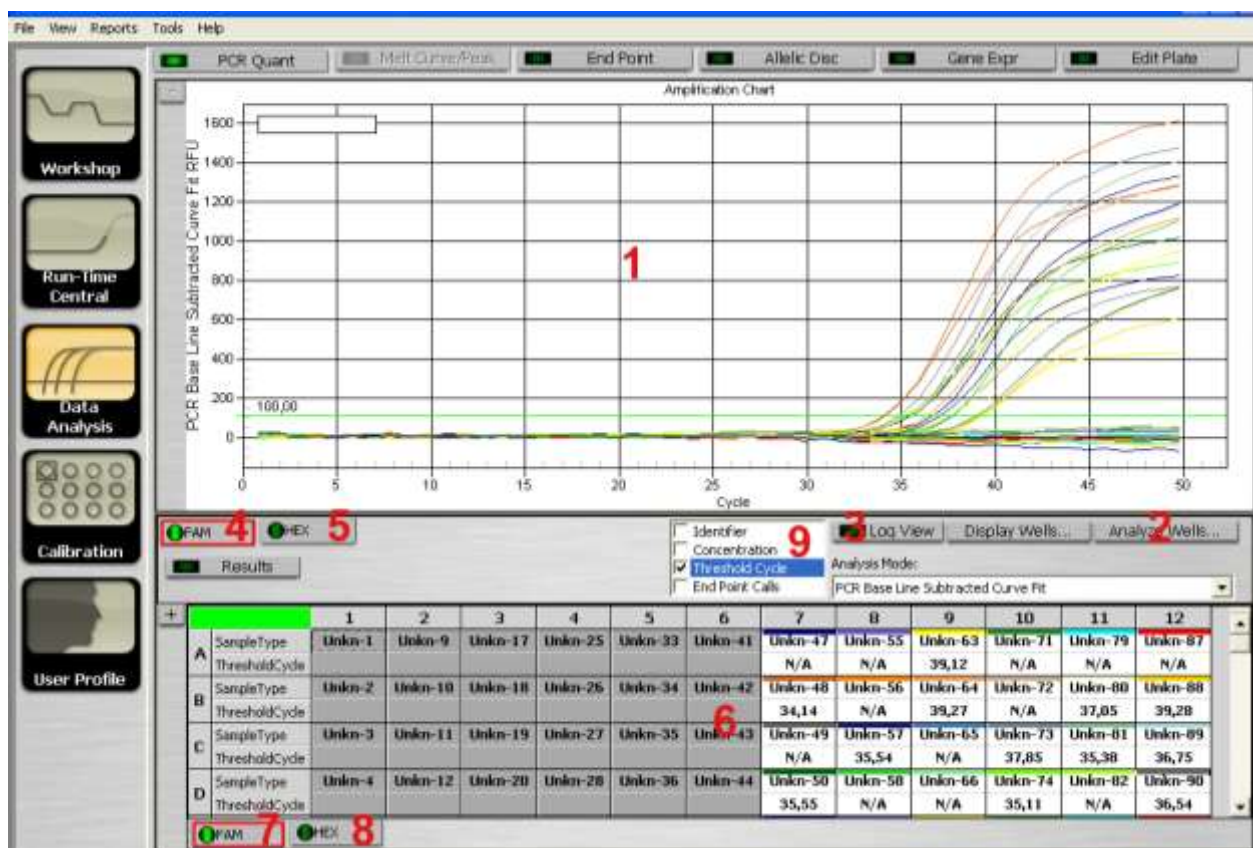 File View Reports Tools Help
PCR Quant Melt Curve/Peak End Point Allelic Disc Gene Expr Edit Plate
Amplification Chart
PCR Base Line Subtracted Curve Fit RFU
1600
1400
1200
1000
800
600
400
200
0
100,00
1
0 5 10 15 20 25 30 35 40 45 50
Cycle
Workshop
Run-Time
Central
Data
Analysis
Calibration
User Profile
FAM 4 HEX 5
Identifier
Concentration
Threshold Cycle
End Point Calls
9
3 Log View Display Wells... Analyze Wells... 2
Results
Analysis Mode:
PCR Base Line Subtracted Curve Fit
1 2 3 4 5 6 7 8 9 10 11 12
A SampleType Unkn-1 Unkn-9 Unkn-17 Unkn-25 Unkn-33 Unkn-41 Unkn-47 Unkn-55 Unkn-63 Unkn-71 Unkn-79 Unkn-87
ThresholdCycle N/A N/A 39,12 N/A N/A N/A
B SampleType Unkn-2 Unkn-10 Unkn-18 Unkn-26 Unkn-34 Unkn-42 Unkn-48 Unkn-56 Unkn-64 Unkn-72 Unkn-80 Unkn-88
ThresholdCycle 34,14 N/A 39,27 N/A 37,05 39,28
6
C SampleType Unkn-3 Unkn-11 Unkn-19 Unkn-27 Unkn-35 Unkn-43 Unkn-49 Unkn-57 Unkn-65 Unkn-73 Unkn-81 Unkn-89
ThresholdCycle N/A 35,54 N/A 37,85 35,38 36,75
D SampleType Unkn-4 Unkn-12 Unkn-20 Unkn-28 Unkn-36 Unkn-44 Unkn-50 Unkn-58 Unkn-66 Unkn-74 Unkn-82 Unkn-90
ThresholdCycle 35,55 N/A N/A 35,11 N/A 36,54
FAM 7 HEX 8